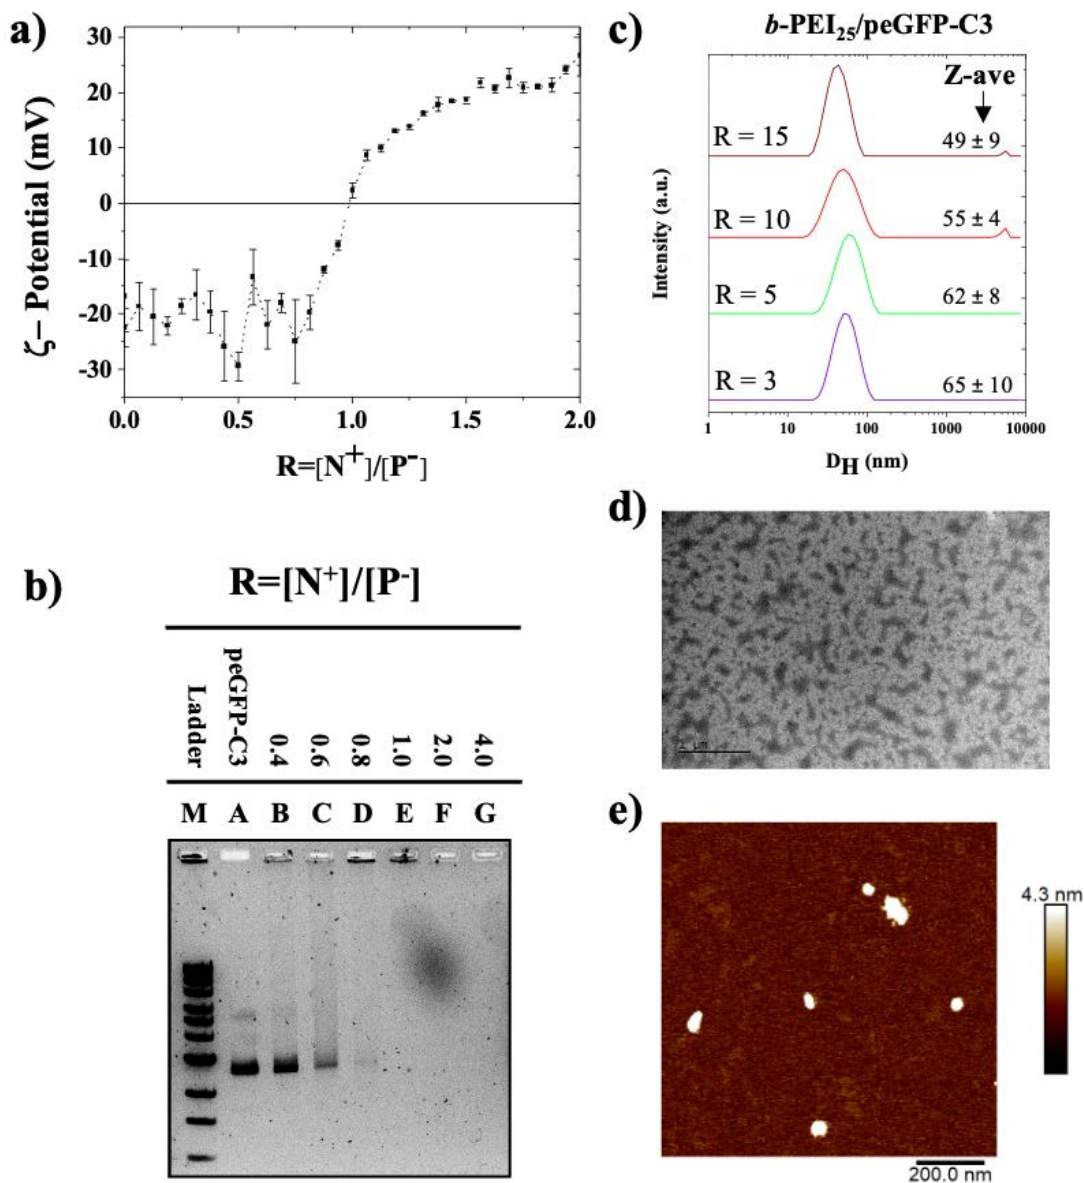 a)
30
20
10
0
-10
-20
-30
ζ– Potential (mV)
0.0 0.5 1.0 1.5 2.0
R=[N+]/[P-]
b)
R=[N+]/[P-]
Ladder peGFP-C3 0.4 0.6 0.8 1.0 2.0 4.0
M A B C D E F G
c)
b-PEI25/peGFP-C3
Z-ave
R = 15 49 ± 9
R = 10 55 ± 4
R = 5 62 ± 8
R = 3 65 ± 10
Intensity (a.u.)
1 10 100 1000 10000
DH (nm)
d)
1 µm
e)
4.3 nm
200.0 nm